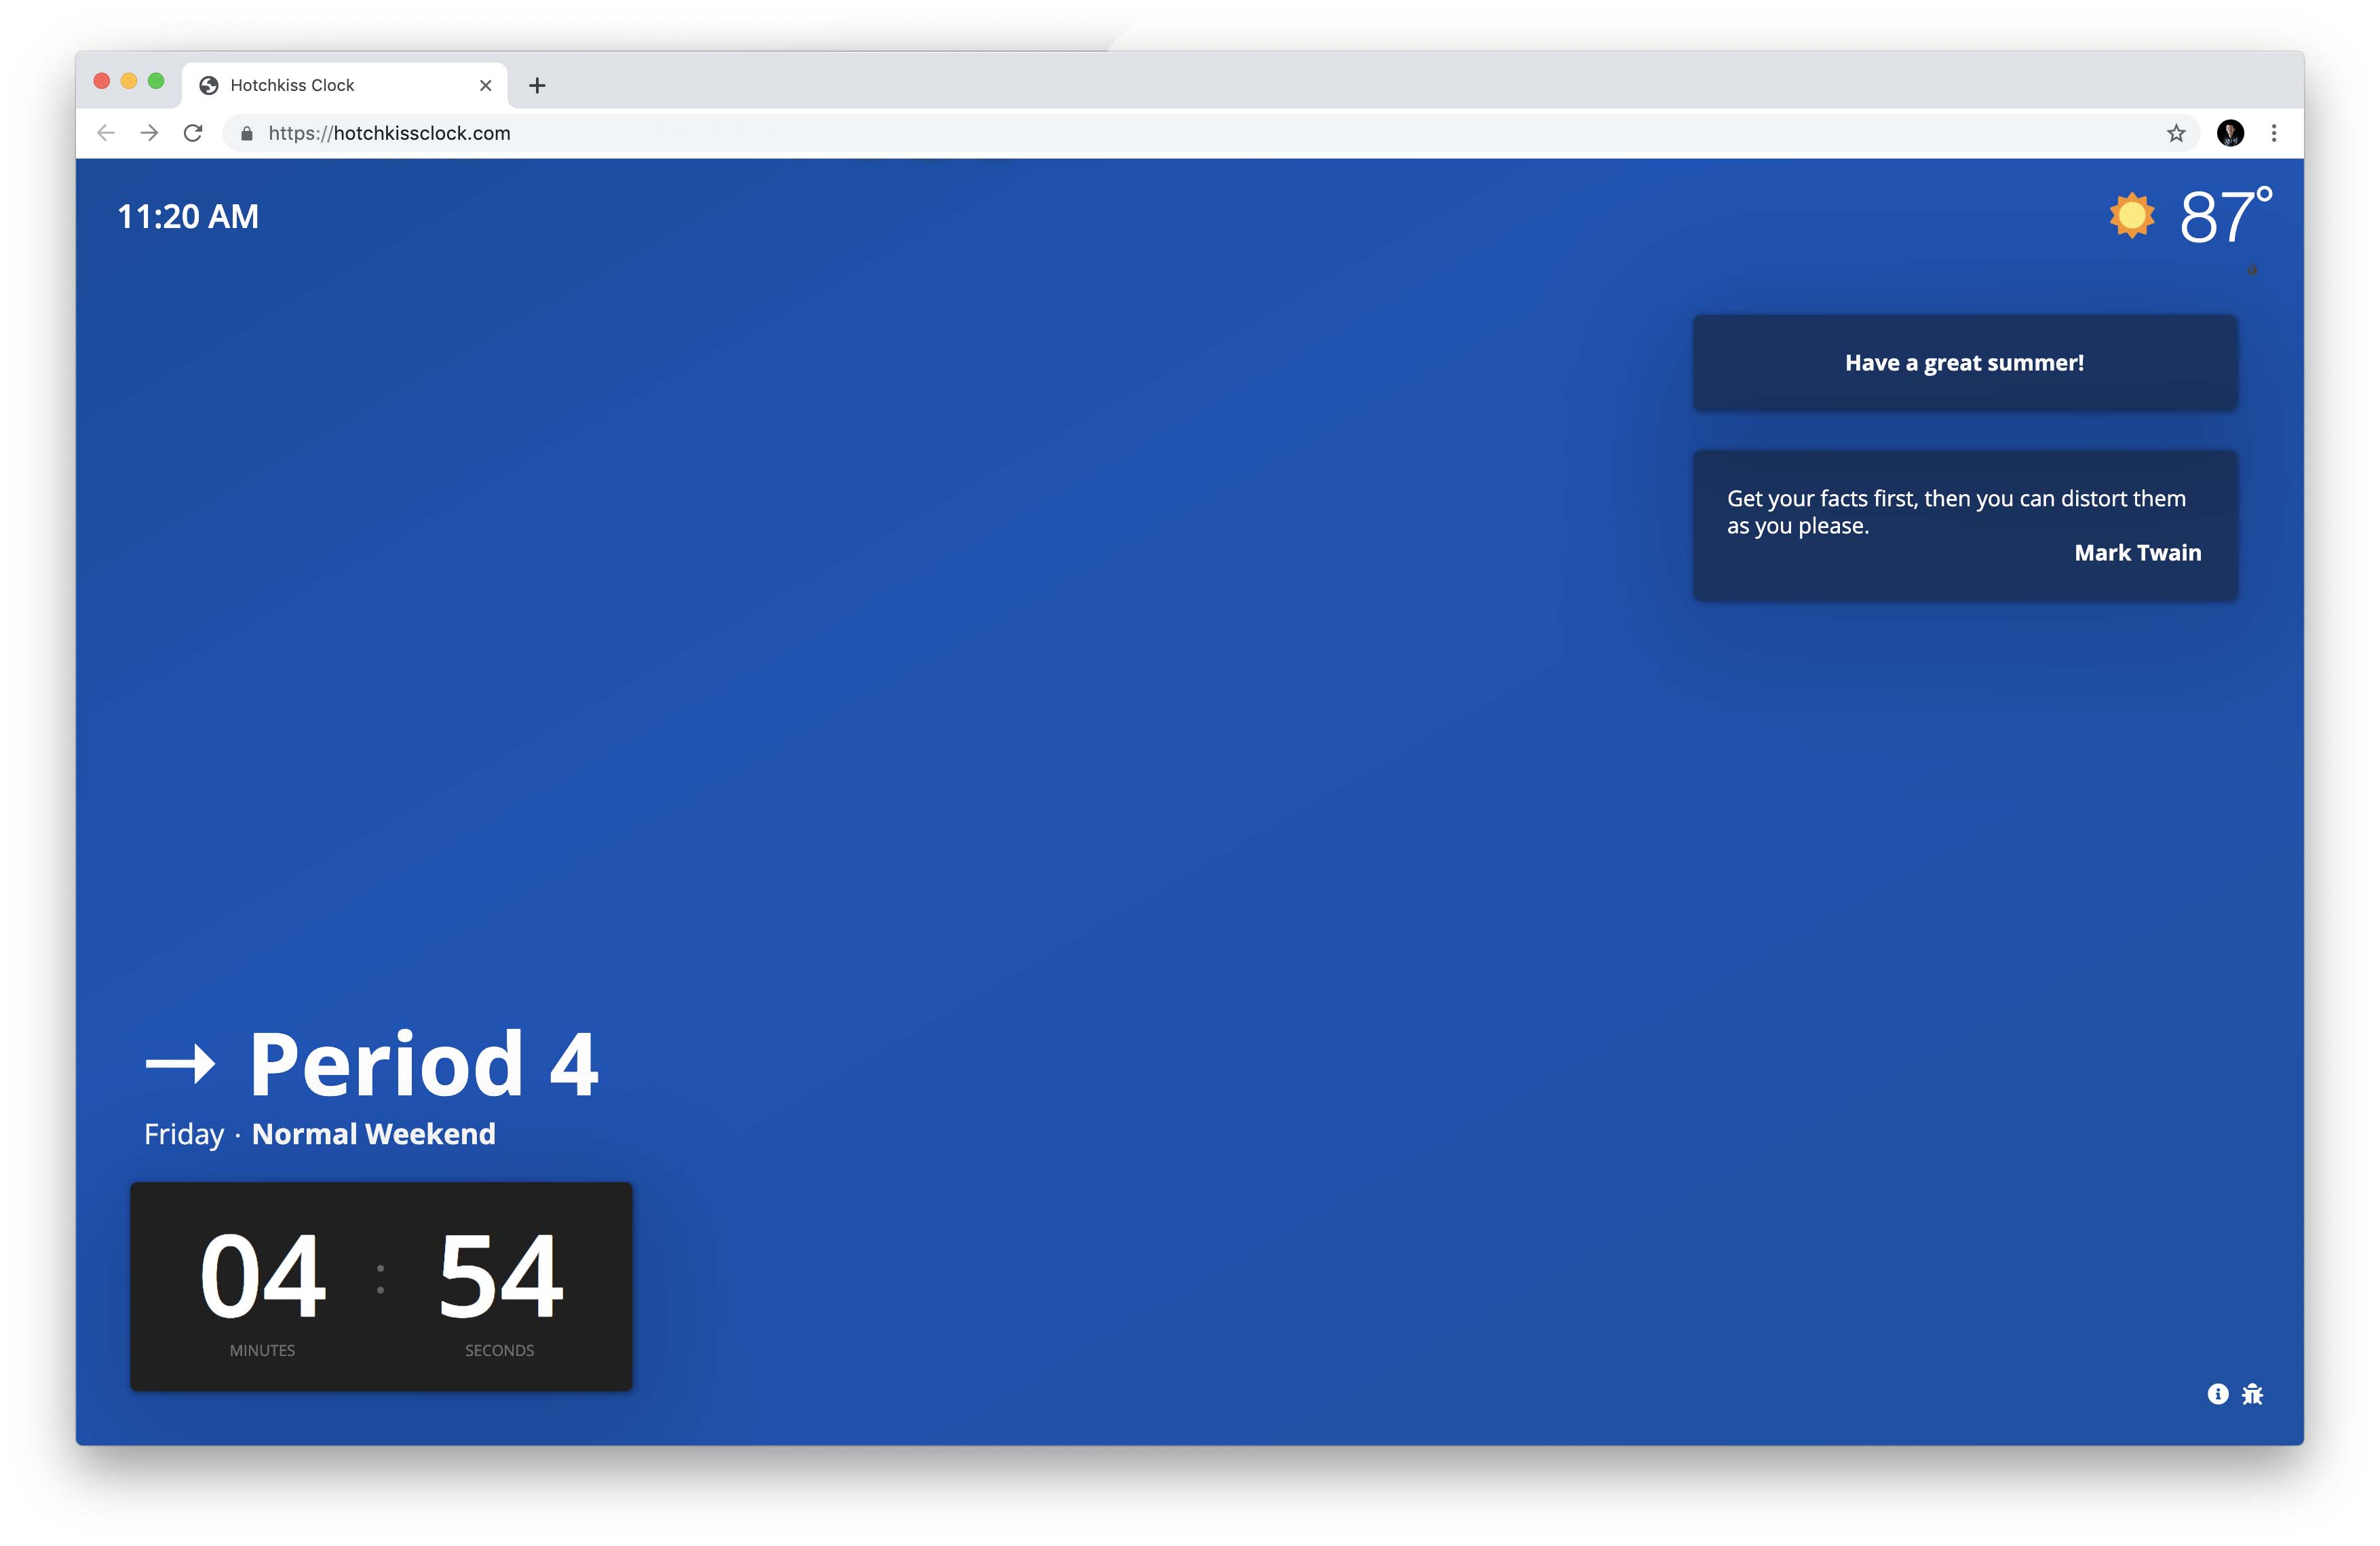 Hotchkiss Clock
https://hotchkissclock.com
11:20 AM
87°
Have a great summer!
Get your facts first, then you can distort them
as you please.
Mark Twain
→ Period 4
Friday · Normal Weekend
04 : 54
MINUTES SECONDS